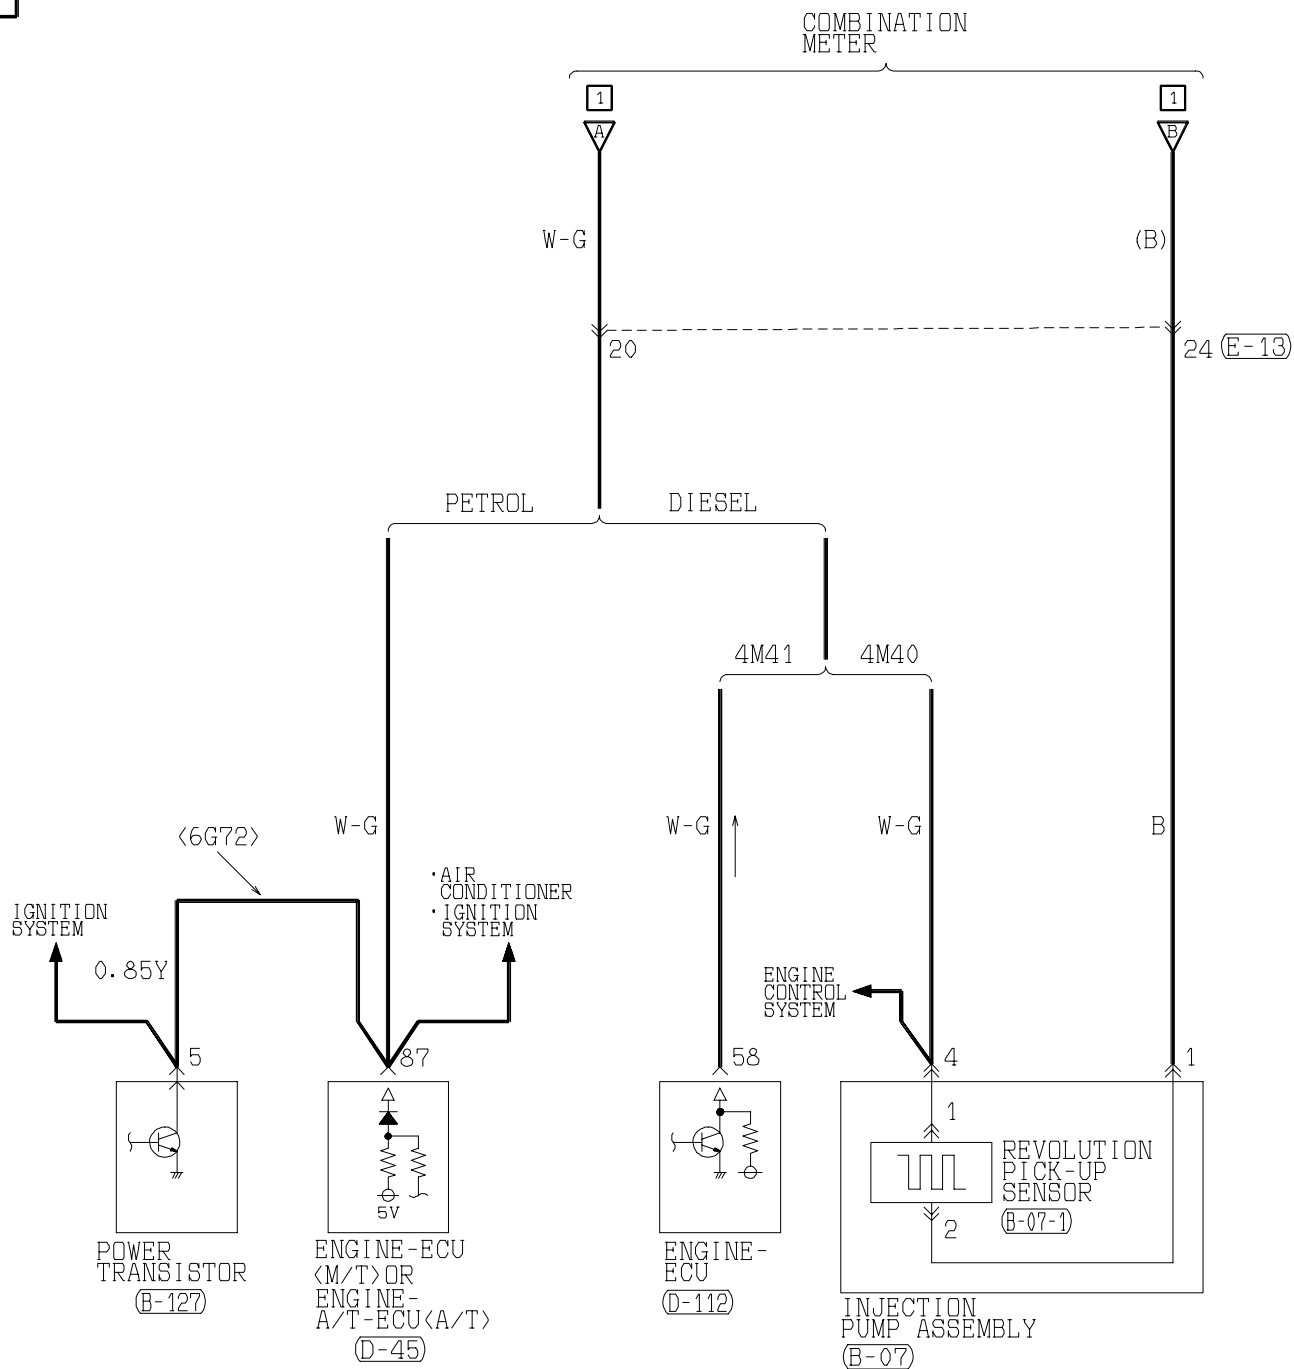 COMBINATION
METER
1
1
A
B
W-G
(B)
20
24
E-13
PETROL
DIESEL
4M41
4M40
W-G
W-G
W-G
B
<6G72>
·AIR
CONDITIONER
·IGNITION
SYSTEM
IGNITION
SYSTEM
0.85Y
ENGINE
CONTROL
SYSTEM
5
87
58
4
1
1
REVOLUTION
PICK-UP
SENSOR
B-07-1
2
5V
POWER
TRANSISTOR
B-127
ENGINE-ECU
<M/T>OR
ENGINE-
A/T-ECU<A/T>
D-45
ENGINE-
ECU
D-112
INJECTION
PUMP ASSEMBLY
B-07